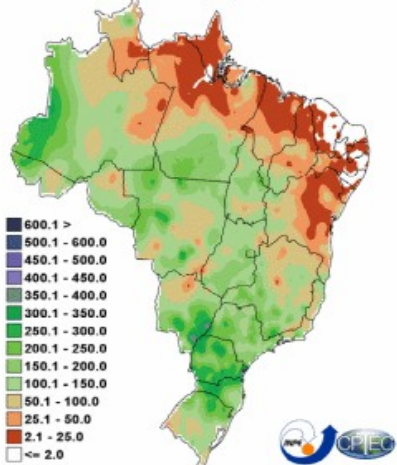 600.1 >
500.1 - 600.0
450.1 - 500.0
400.1 - 450.0
350.1 - 400.0
300.1 - 350.0
250.1 - 300.0
200.1 - 250.0
150.1 - 200.0
100.1 - 150.0
50.1 - 100.0
25.1 - 50.0
2.1 - 25.0
<= 2.0
INPE
CPTEC